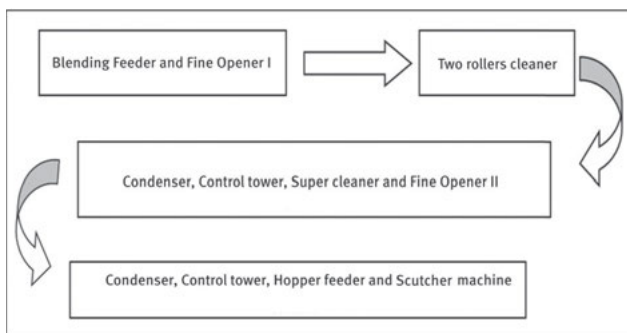 Blending Feeder and Fine Opener I
Two rollers cleaner
Condenser, Control tower, Super cleaner and Fine Opener II
Condenser, Control tower, Hopper feeder and Scutcher machine